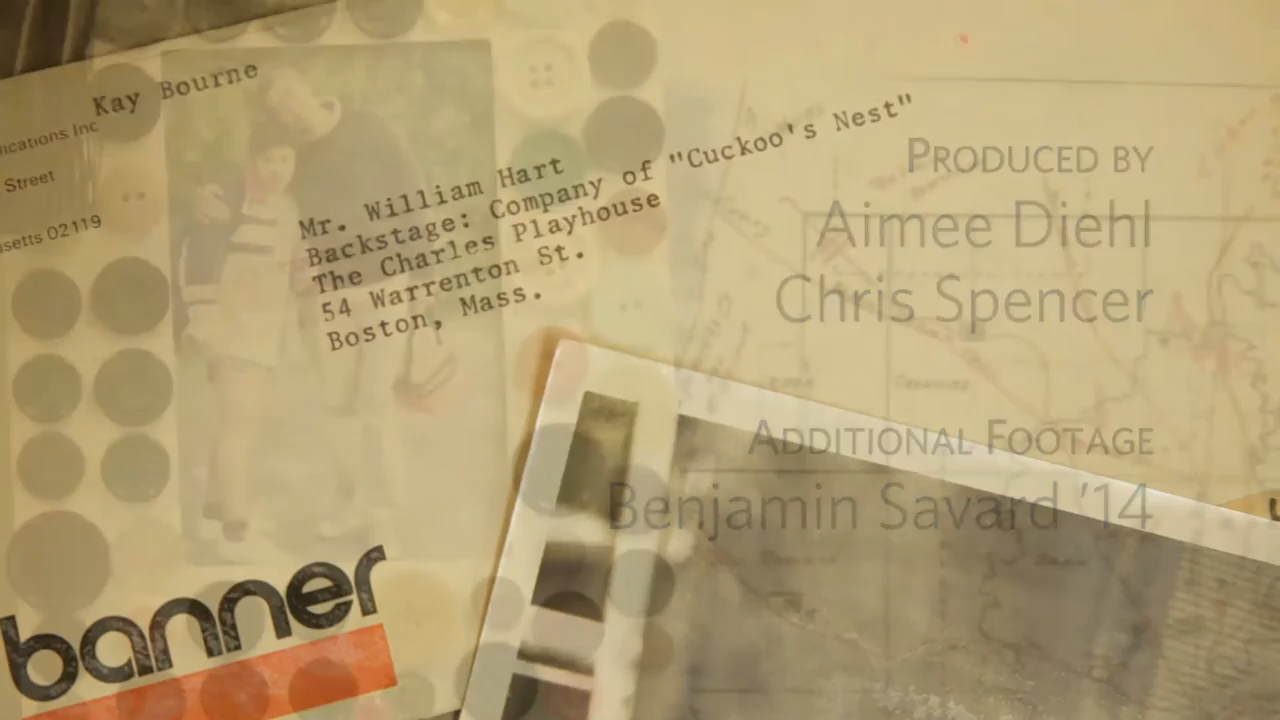 Kay Bourne
ications Inc
Street
usetts 02119
Mr. William Hart
Backstage: Company of "Cuckoo's Nest"
The Charles Playhouse
54 Warrenton St.
Boston, Mass.
banner
PRODUCED BY
Aimee Diehl
Chris Spencer
ADDITIONAL FOOTAGE
Benjamin Savard '14